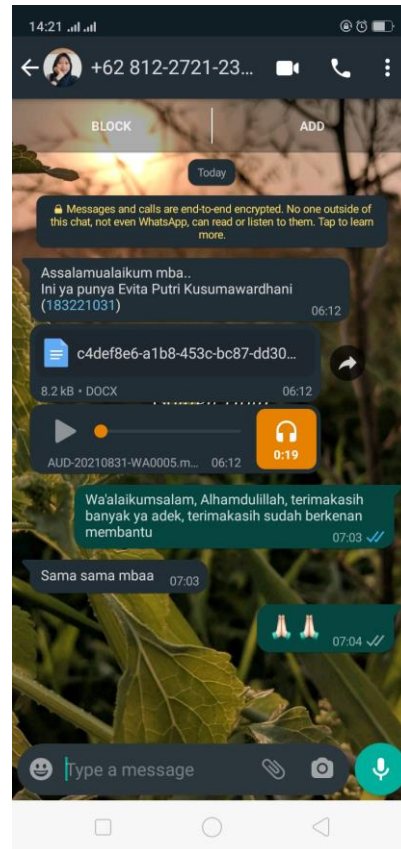 14:21
+62 812-2721-23...
BLOCK
ADD
Today
Messages and calls are end-to-end encrypted. No one outside of
this chat, not even WhatsApp, can read or listen to them. Tap to learn
more.
Assalamualaikum mba..
Ini ya punya Evita Putri Kusumawardhani
(183221031)
06:12
c4def8e6-a1b8-453c-bc87-dd30...
8.2 kB • DOCX
06:12
0:19
AUD-20210831-WA0005.m...
06:12
Wa'alaikumsalam, Alhamdulillah, terimakasih
banyak ya adek, terimakasih sudah berkenan
membantu
07:03
Sama sama mbaa
07:03
🙏🏻 🙏🏻
07:04
Type a message